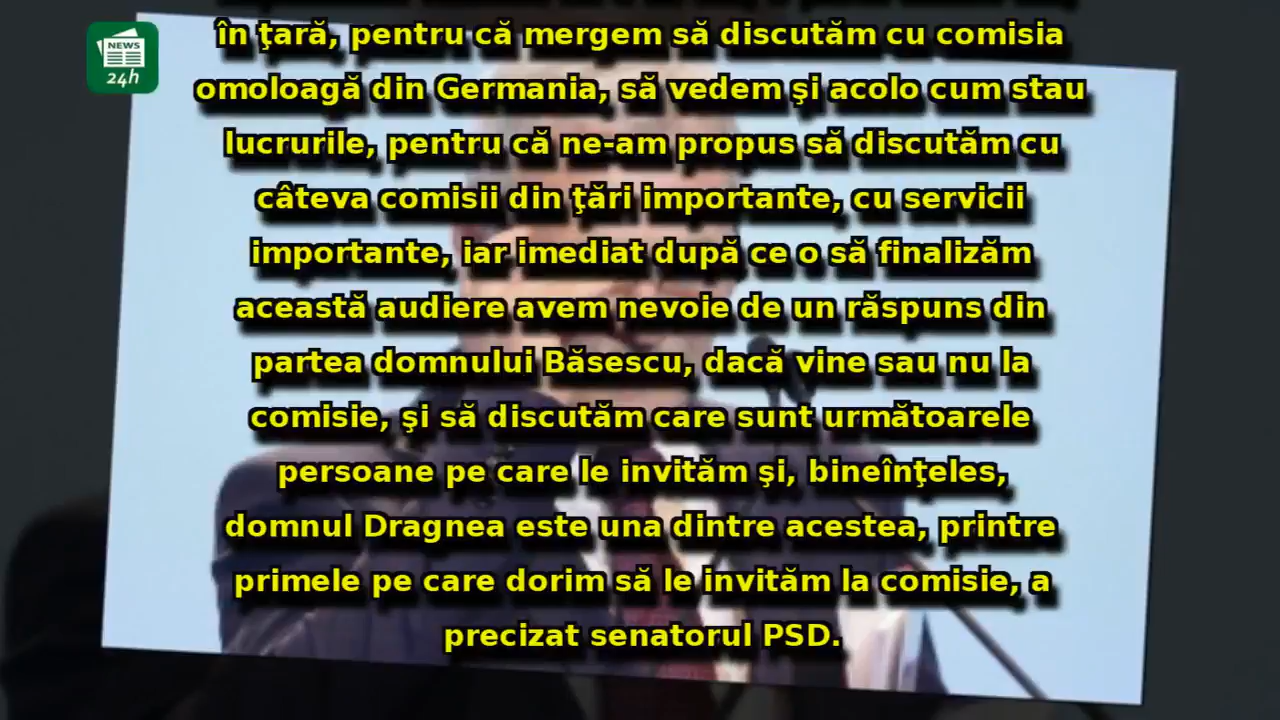 NEWS
24h
în ţară, pentru că mergem să discutăm cu comisia
omoloagă din Germania, să vedem şi acolo cum stau
lucrurile, pentru că ne-am propus să discutăm cu
câteva comisii din ţări importante, cu servicii
importante, iar imediat după ce o să finalizăm
această audiere avem nevoie de un răspuns din
partea domnului Băsescu, dacă vine sau nu la
comisie, şi să discutăm care sunt următoarele
persoane pe care le invităm şi, bineînţeles,
domnul Dragnea este una dintre acestea, printre
primele pe care dorim să le invităm la comisie, a
precizat senatorul PSD.